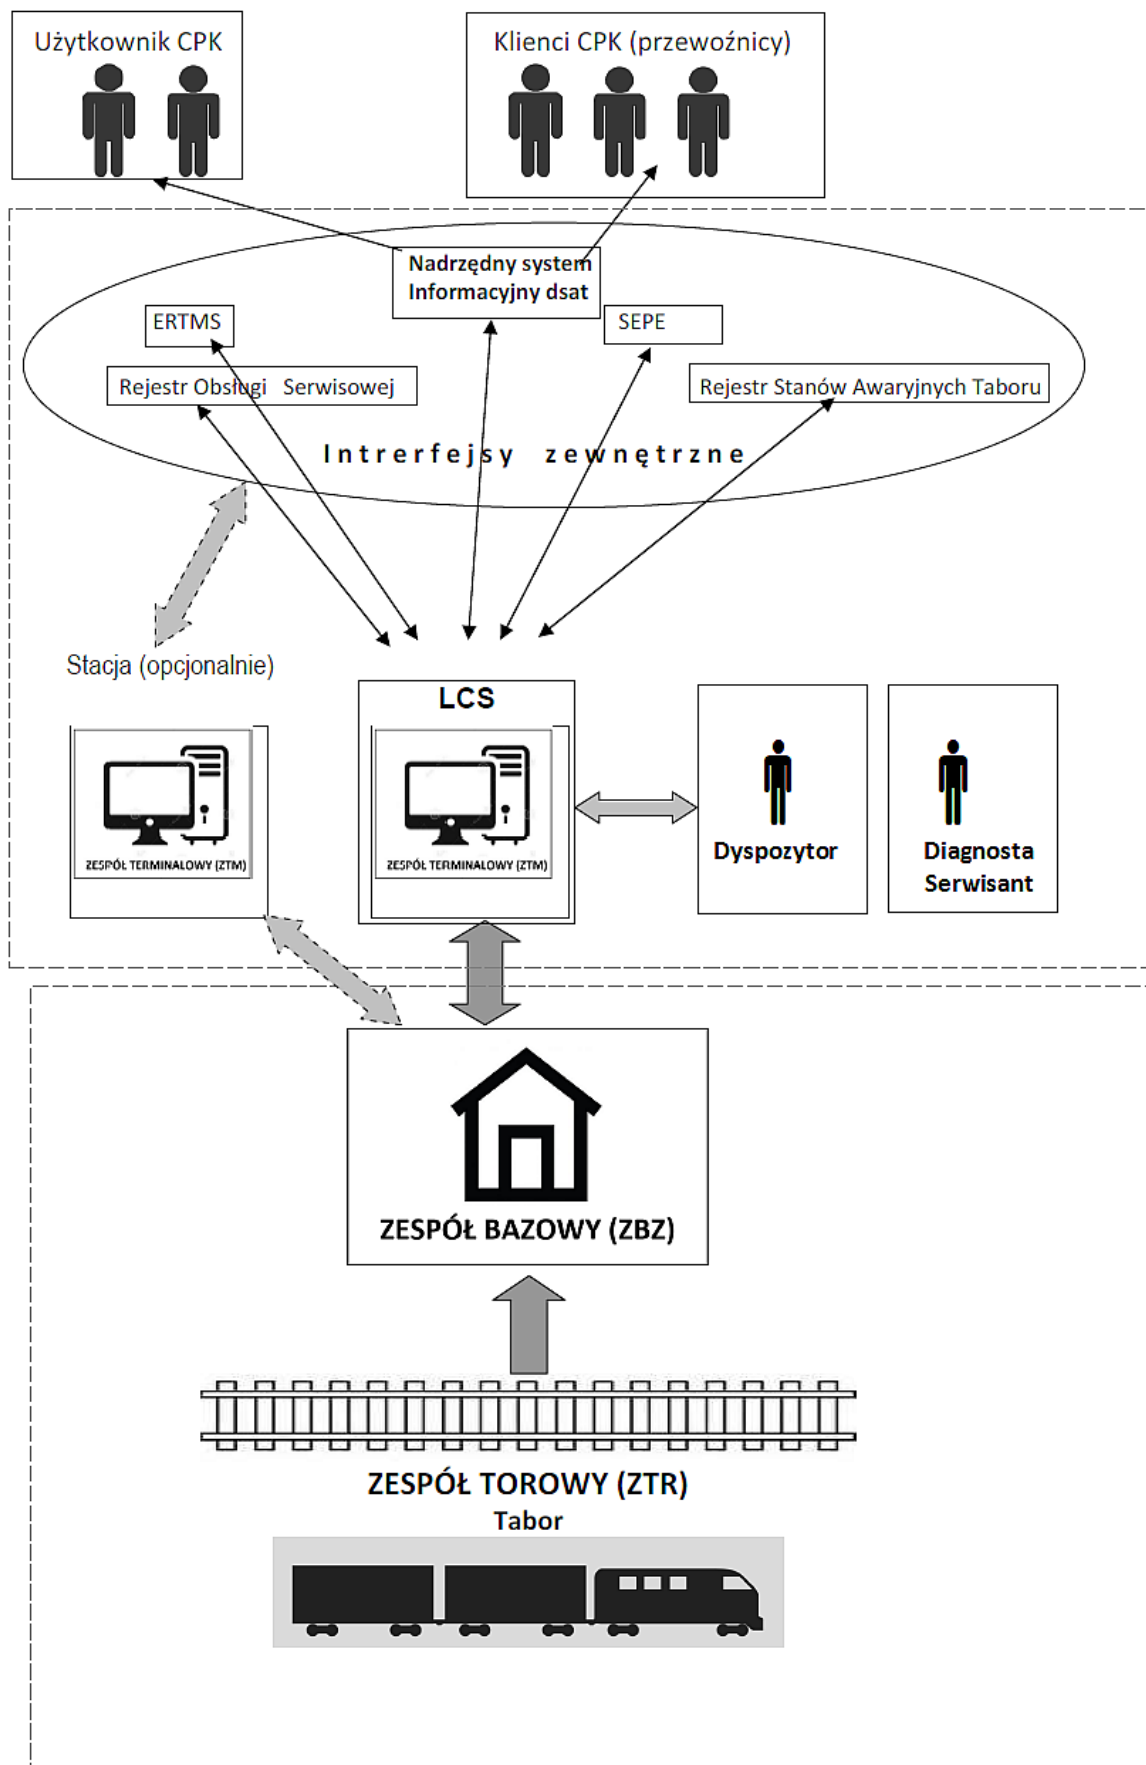 Użytkownik CPK
Klienci CPK (przewoźnicy)
Nadrzędny system
Informacyjny dsat
ERTMS
SEPE
Rejestr Obsługi Serwisowej
Rejestr Stanów Awaryjnych Taboru
Intrerfejsy zewnętrzne
Stacja (opcjonalnie)
LCS
ZESPÓŁ TERMINALOWY (ZTM)
ZESPÓŁ TERMINALOWY (ZTM)
Dyspozytor
Diagnosta
Serwisant
ZESPÓŁ BAZOWY (ZBZ)
ZESPÓŁ TOROWY (ZTR)
Tabor